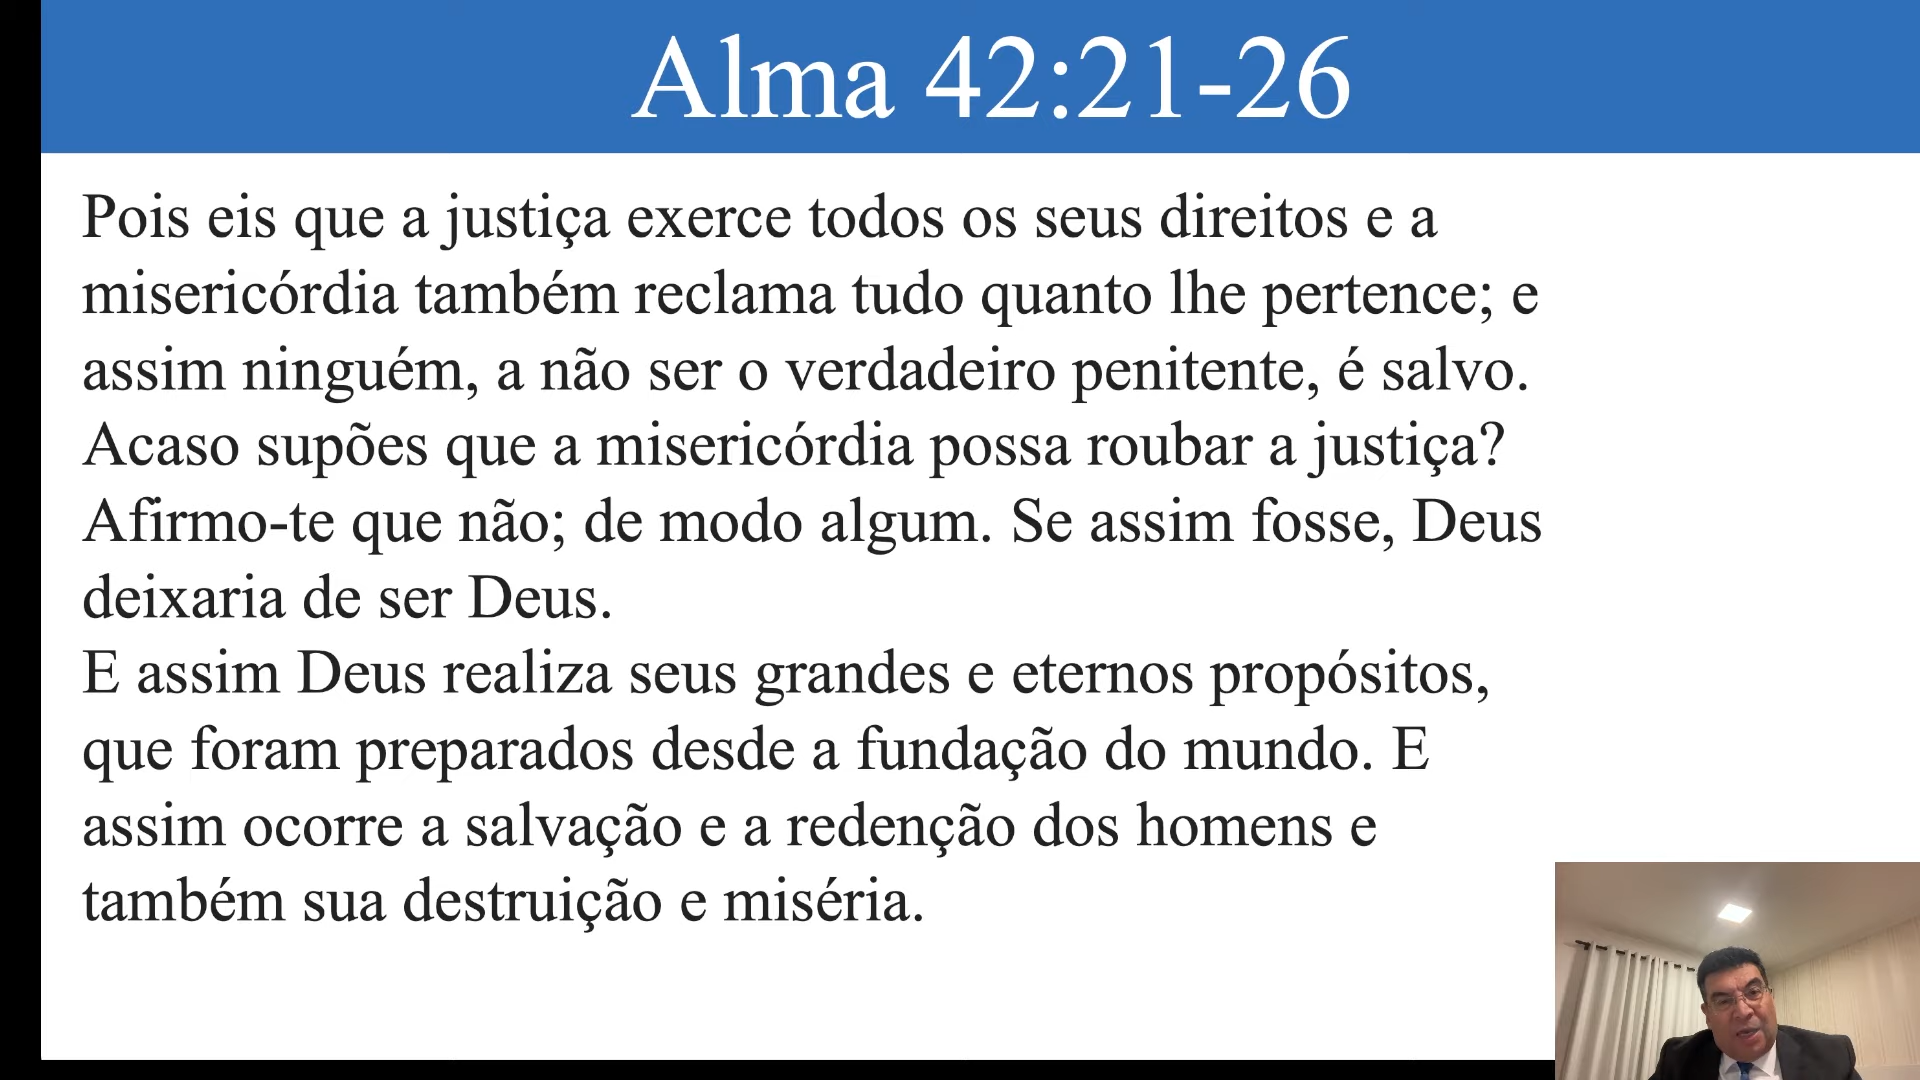 Alma 42:21-26
Pois eis que a justiça exerce todos os seus direitos e a
misericórdia também reclama tudo quanto lhe pertence; e
assim ninguém, a não ser o verdadeiro penitente, é salvo.
Acaso supões que a misericórdia possa roubar a justiça?
Afirmo-te que não; de modo algum. Se assim fosse, Deus
deixaria de ser Deus.
E assim Deus realiza seus grandes e eternos propósitos,
que foram preparados desde a fundação do mundo. E
assim ocorre a salvação e a redenção dos homens e
também sua destruição e miséria.